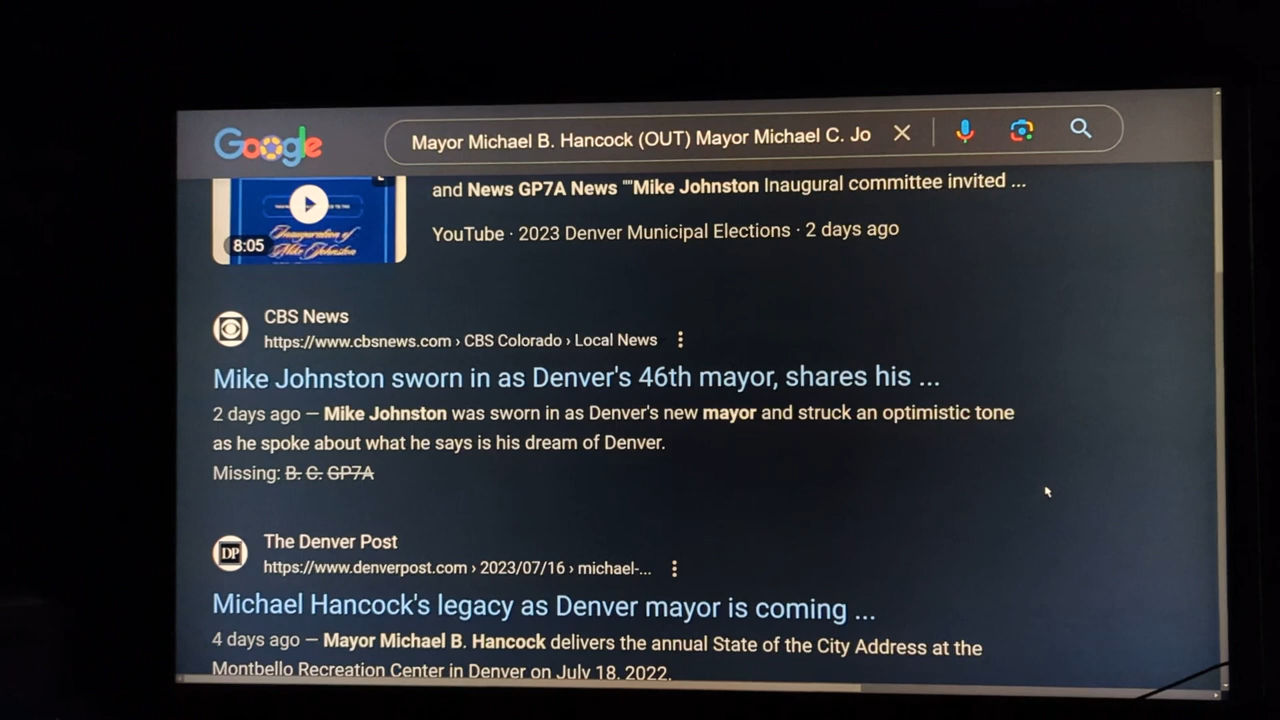 Google
Mayor Michael B. Hancock (OUT) Mayor Michael C. Jo
and News GP7A News ""Mike Johnston Inaugural committee invited ...
Inauguration of
Mike Johnston
8:05
YouTube · 2023 Denver Municipal Elections · 2 days ago
CBS News
https://www.cbsnews.com › CBS Colorado › Local News
Mike Johnston sworn in as Denver's 46th mayor, shares his ...
2 days ago — Mike Johnston was sworn in as Denver's new mayor and struck an optimistic tone
as he spoke about what he says is his dream of Denver.
Missing: B. C. GP7A
DP
The Denver Post
https://www.denverpost.com › 2023/07/16 › michael-...
Michael Hancock's legacy as Denver mayor is coming ...
4 days ago — Mayor Michael B. Hancock delivers the annual State of the City Address at the
Montbello Recreation Center in Denver on July 18, 2022.